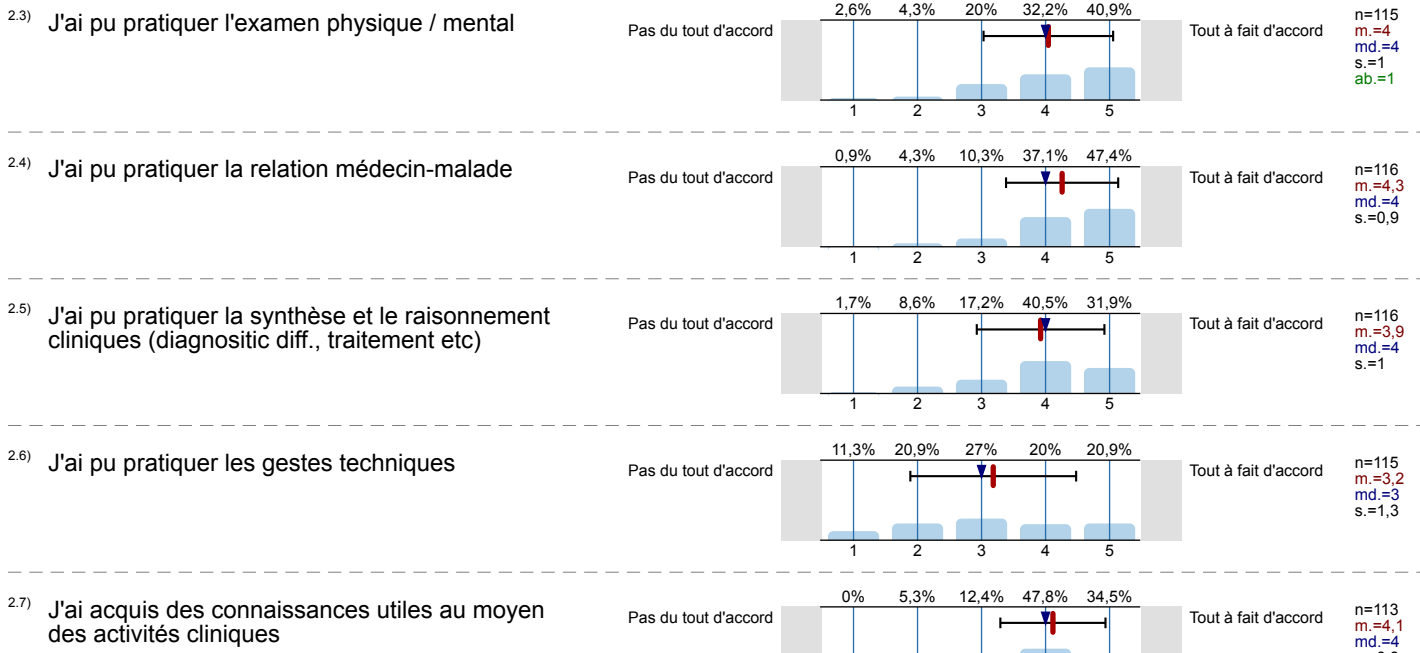 2.3) J'ai pu pratiquer l'examen physique / mental
Pas du tout d'accord
2,6% 4,3% 20% 32,2% 40,9%
1 2 3 4 5
Tout à fait d'accord
n=115
m.=4
md.=4
s.=1
ab.=1
2.4) J'ai pu pratiquer la relation médecin-malade
Pas du tout d'accord
0,9% 4,3% 10,3% 37,1% 47,4%
1 2 3 4 5
Tout à fait d'accord
n=116
m.=4,3
md.=4
s.=0,9
2.5) J'ai pu pratiquer la synthèse et le raisonnement
cliniques (diagnositic diff., traitement etc)
Pas du tout d'accord
1,7% 8,6% 17,2% 40,5% 31,9%
1 2 3 4 5
Tout à fait d'accord
n=116
m.=3,9
md.=4
s.=1
2.6) J'ai pu pratiquer les gestes techniques
Pas du tout d'accord
11,3% 20,9% 27% 20% 20,9%
1 2 3 4 5
Tout à fait d'accord
n=115
m.=3,2
md.=3
s.=1,3
2.7) J'ai acquis des connaissances utiles au moyen
des activités cliniques
Pas du tout d'accord
0% 5,3% 12,4% 47,8% 34,5%
Tout à fait d'accord
n=113
m.=4,1
md.=4